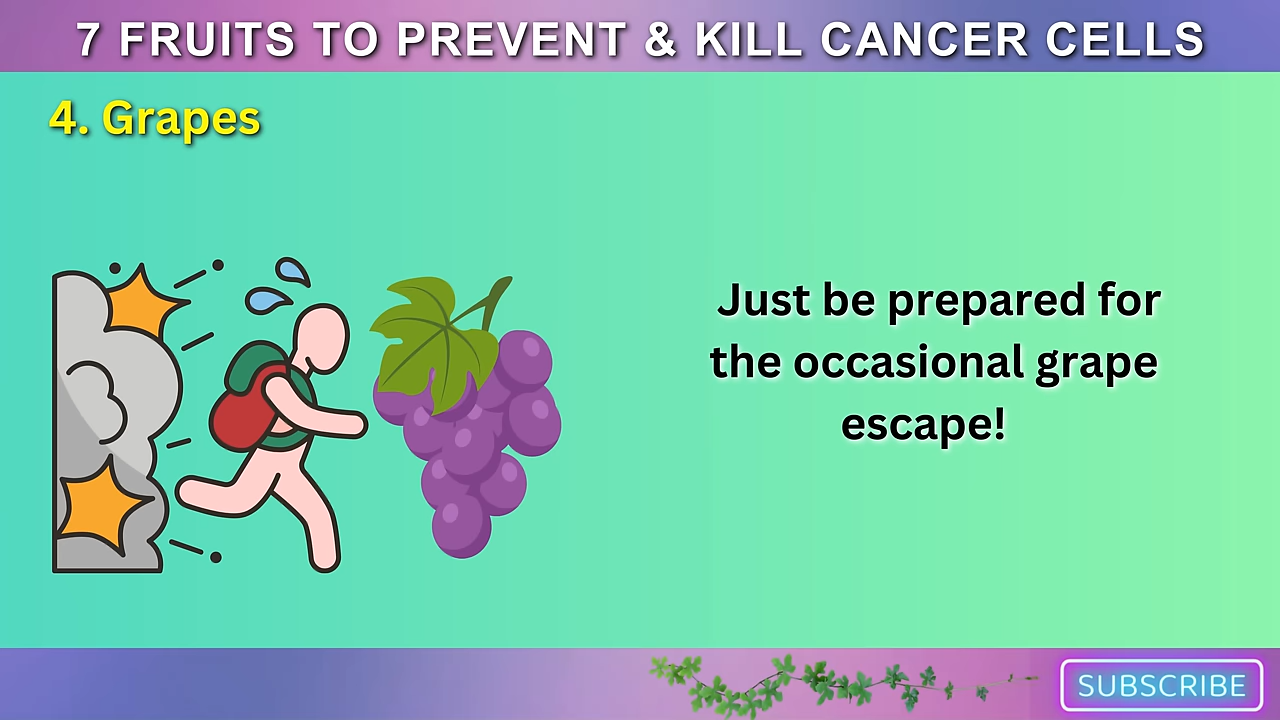 7 FRUITS TO PREVENT & KILL CANCER CELLS
4. Grapes
Just be prepared for
the occasional grape
escape!
SUBSCRIBE